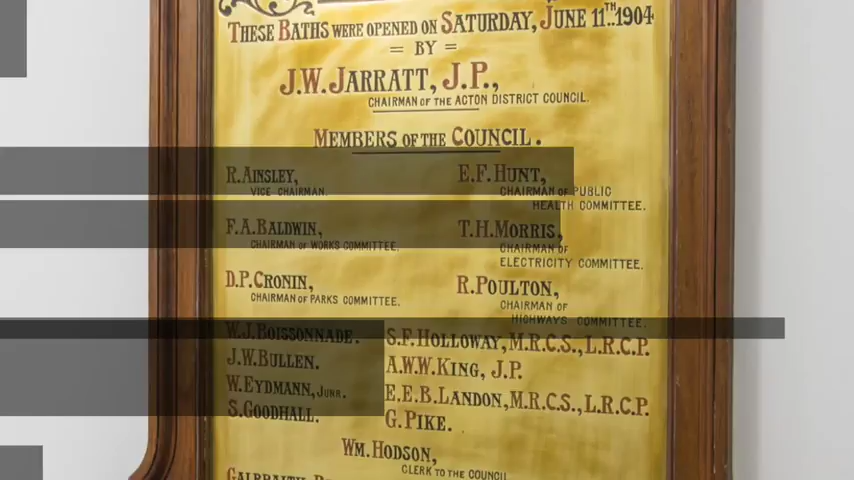 THESE BATHS WERE OPENED ON SATURDAY, JUNE 11TH 1904
= BY =
J.W. JARRATT, J.P.,
CHAIRMAN OF THE ACTON DISTRICT COUNCIL.
MEMBERS OF THE COUNCIL.
R. AINSLEY,
VICE CHAIRMAN.
E.F. HUNT,
CHAIRMAN OF PUBLIC
HEALTH COMMITTEE.
F.A. BALDWIN,
CHAIRMAN OF WORKS COMMITTEE.
T.H. MORRIS,
CHAIRMAN OF
ELECTRICITY COMMITTEE.
D.P. CRONIN,
CHAIRMAN OF PARKS COMMITTEE.
R. POULTON,
CHAIRMAN OF
HIGHWAYS COMMITTEE.
W.J. BOISSONNADE.
J.W. BULLEN.
W. EYDMANN, JUNR.
S. GOODHALL.
S.F. HOLLOWAY, M.R.C.S., L.R.C.P.
A.W.W. KING, J.P.
E.E.B. LANDON, M.R.C.S., L.R.C.P.
G. PIKE.
WM. HODSON,
CLERK TO THE COUNCIL